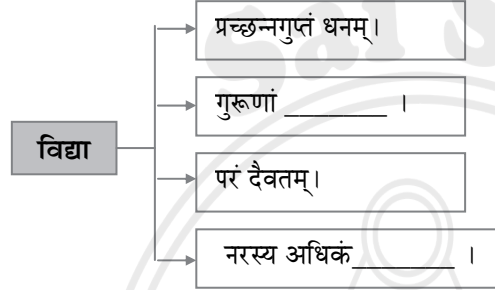 प्रच्छन्नगुप्तं धनम्।
गुरूणां ________ ।
विद्या
परं दैवतम्।
नरस्य अधिकं________ ।